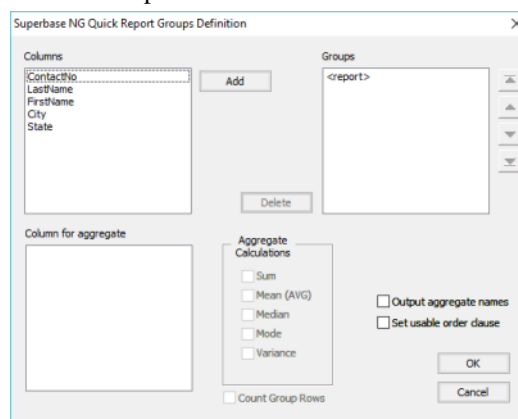 Superbase NG Quick Report Groups Definition
Columns
Groups
ContactNo
LastName
FirstName
City
State
Add
<report>
Delete
Column for aggregate
Aggregate
Calculations
Sum
Mean (AVG)
Median
Mode
Variance
Output aggregate names
Set usable order clause
OK
Count Group Rows
Cancel